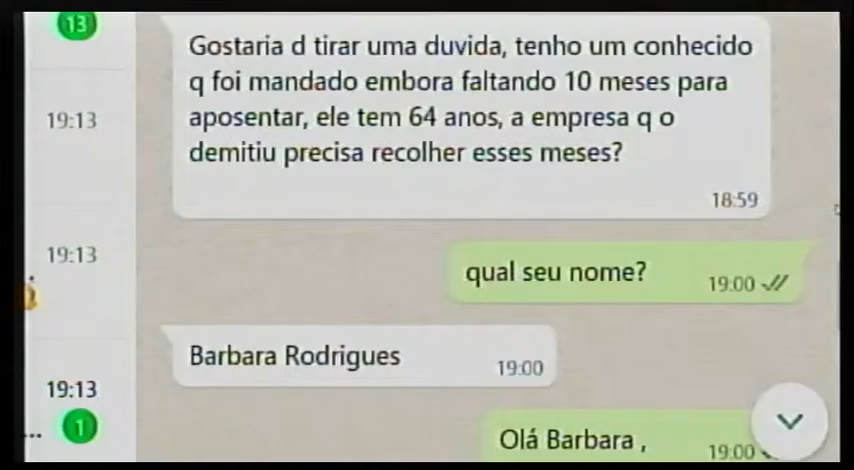 13
19:13
19:13
19:13
1
Gostaria d tirar uma duvida, tenho um conhecido
q foi mandado embora faltando 10 meses para
aposentar, ele tem 64 anos, a empresa q o
demitiu precisa recolher esses meses?
18:59
qual seu nome?
19:00
Barbara Rodrigues
19:00
Olá Barbara ,
19:00